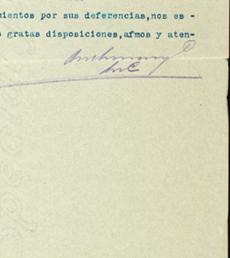 mientos por sus deferencias,nos es -
gratas disposiciones,afmos y aten-